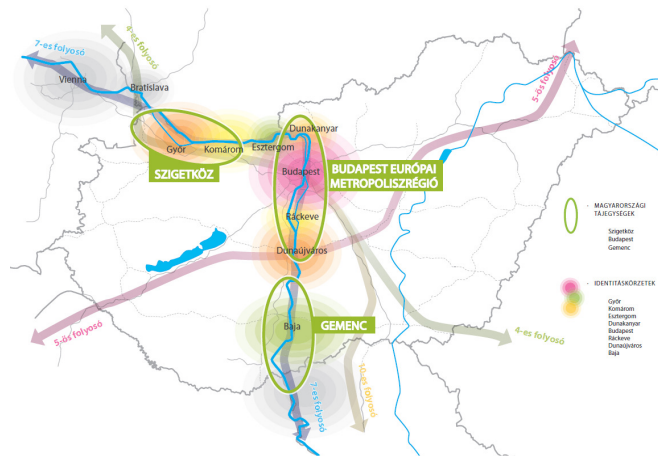 4-es folyosó
7-es folyosó
Vienna
Bratislava
Győr
Komárom
Esztergom
Dunakanyar
SZIGETKÖZ
Budapest
BUDAPEST EURÓPAI
METROPOLISZRÉGIÓ
Ráckeve
Dunaújváros
5-ös folyosó
5-ös folyosó
Baja
GEMENC
4-es folyosó
7-es folyosó
10-es folyosó
MAGYARORSZÁGI
TÁJEGYSÉGEK
Szigetköz
Budapest
Gemenc
IDENTITÁSKÖRZETEK
Győr
Komárom
Esztergom
Dunakanyar
Budapest
Ráckeve
Dunaújváros
Baja